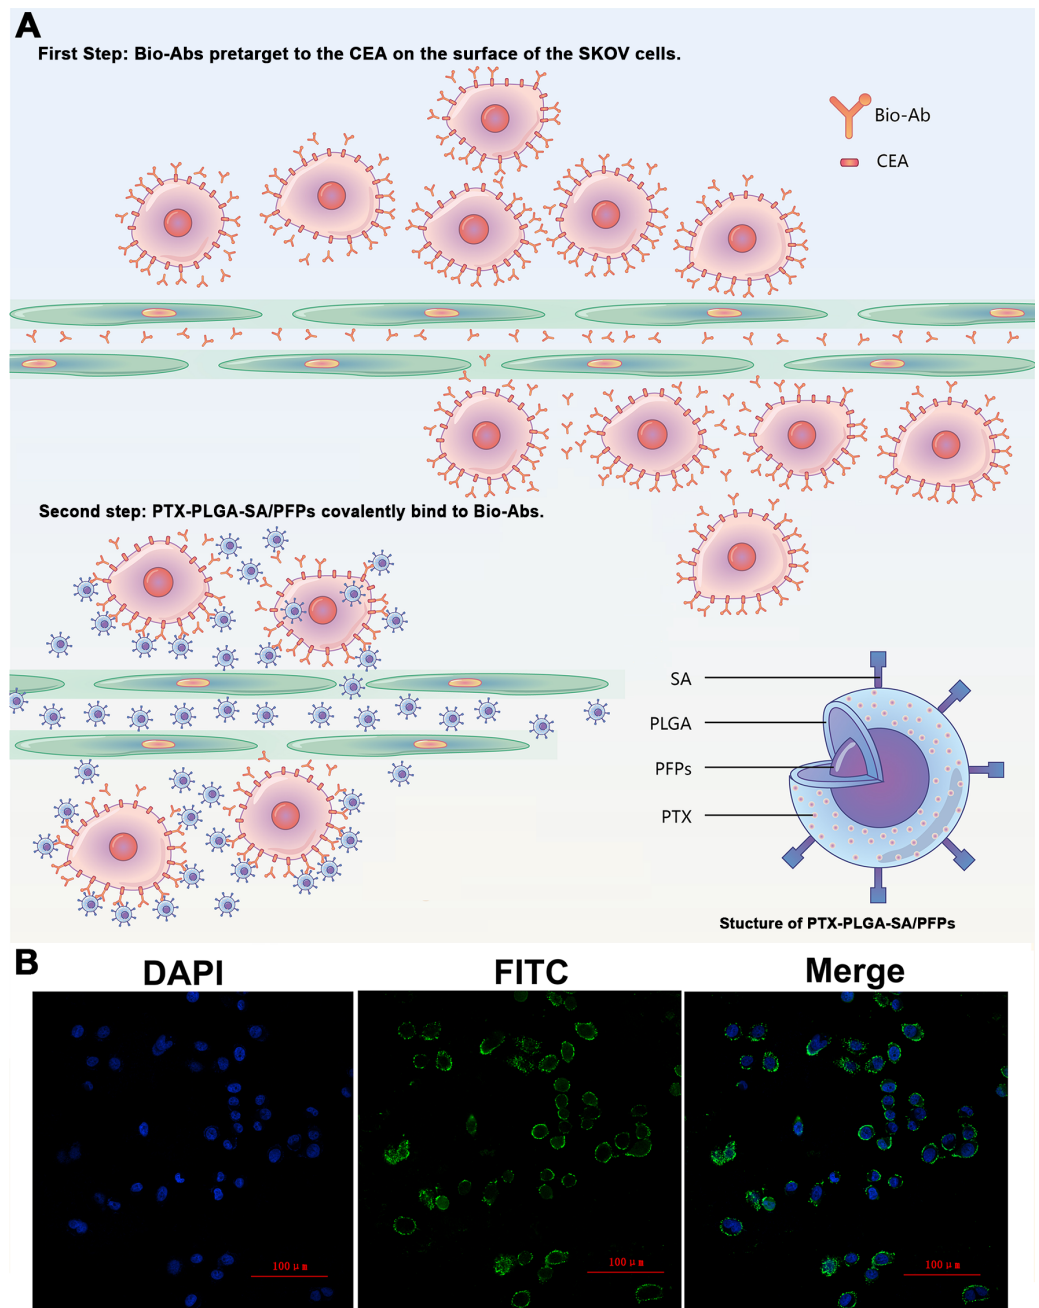 A
First Step: Bio-Abs pretarget to the CEA on the surface of the SKOV cells.
Bio-Ab
CEA
Second step: PTX-PLGA-SA/PFPs covalently bind to Bio-Abs.
SA
PLGA
PFPs
PTX
Stucture of PTX-PLGA-SA/PFPs
B
DAPI
FITC
Merge
100 μm
100 μm
100 μm